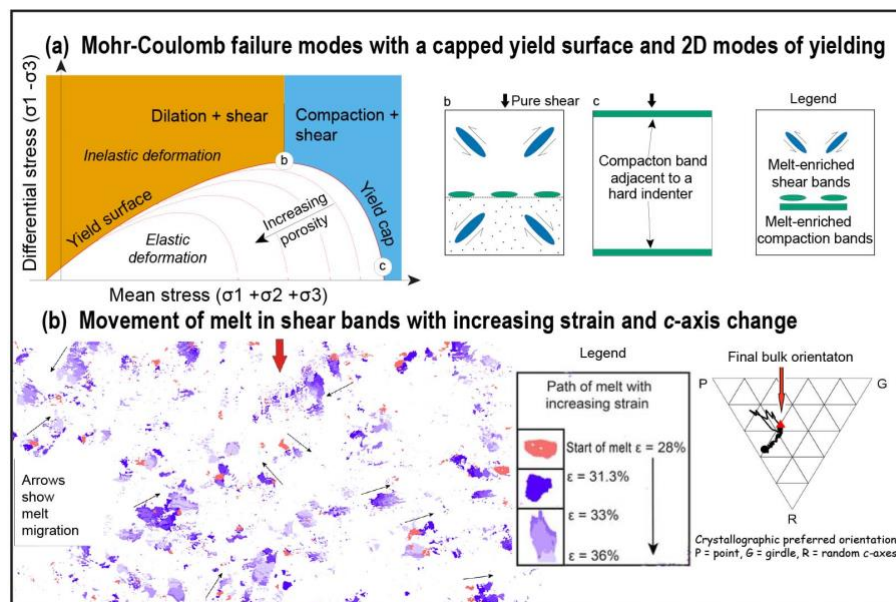 (a) Mohr-Coulomb failure modes with a capped yield surface and 2D modes of yielding
Differential stress (σ1 -σ3)
Dilation + shear
Compaction +
shear
Inelastic deformation
b
Yield surface
Increasing
porosity
Yield cap
Elastic
deformation
c
Mean stress (σ1 +σ2 +σ3)
b
Pure shear
c
Compacton band
adjacent to a
hard indenter
Legend
Melt-enriched
shear bands
Melt-enriched
compaction bands
(b) Movement of melt in shear bands with increasing strain and c-axis change
Arrows
show
melt
migration
Legend
Path of melt with
increasing strain
Start of melt ε = 28%
ε = 31.3%
ε = 33%
ε = 36%
Final bulk orientaton
P
G
R
Crystallographic preferred orientation
P = point, G = girdle, R = random c-axes